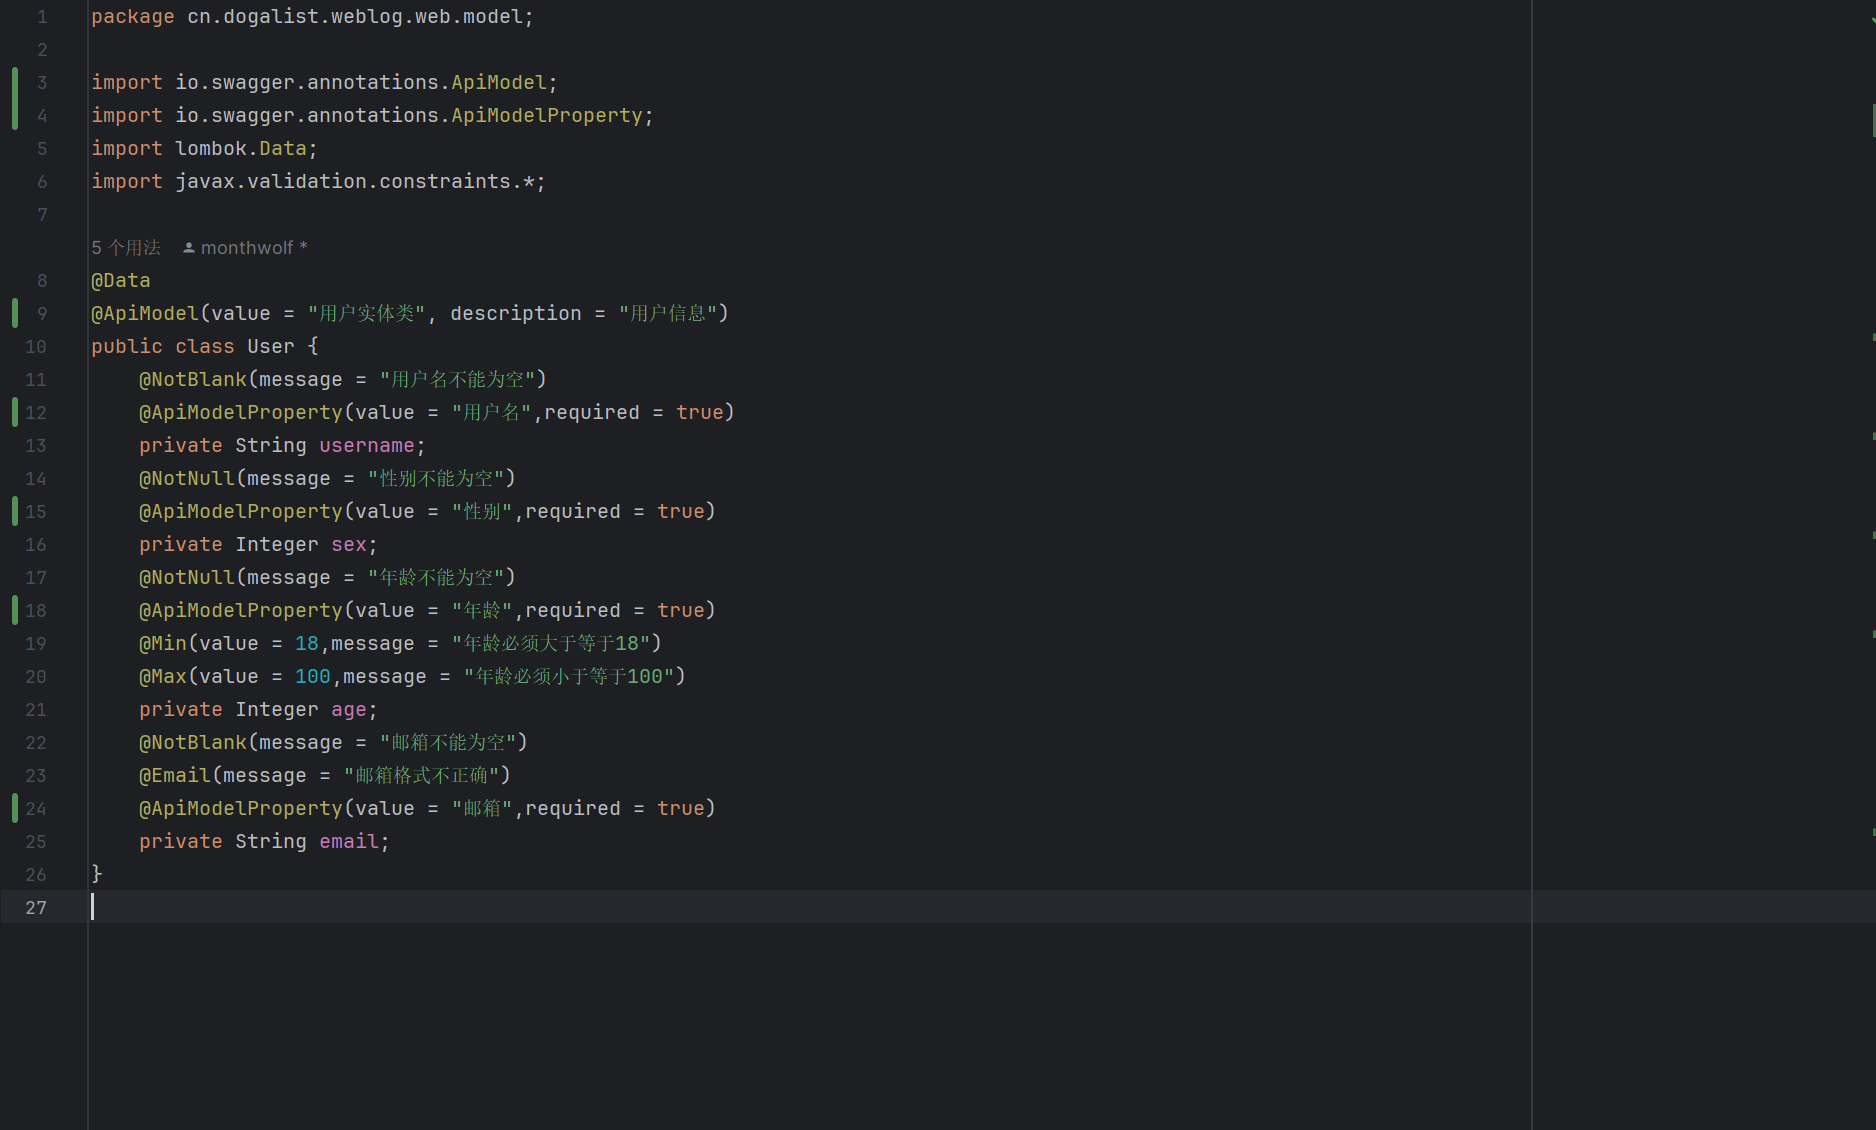 1 package cn.dogalist.weblog.web.model;
2
3 import io.swagger.annotations.ApiModel;
4 import io.swagger.annotations.ApiModelProperty;
5 import lombok.Data;
6 import javax.validation.constraints.*;
7
5 个用法 monthwolf *
8 @Data
9 @ApiModel(value = "用户实体类", description = "用户信息")
10 public class User {
11 @NotBlank(message = "用户名不能为空")
12 @ApiModelProperty(value = "用户名",required = true)
13 private String username;
14 @NotNull(message = "性别不能为空")
15 @ApiModelProperty(value = "性别",required = true)
16 private Integer sex;
17 @NotNull(message = "年龄不能为空")
18 @ApiModelProperty(value = "年龄",required = true)
19 @Min(value = 18,message = "年龄必须大于等于18")
20 @Max(value = 100,message = "年龄必须小于等于100")
21 private Integer age;
22 @NotBlank(message = "邮箱不能为空")
23 @Email(message = "邮箱格式不正确")
24 @ApiModelProperty(value = "邮箱",required = true)
25 private String email;
26 }
27